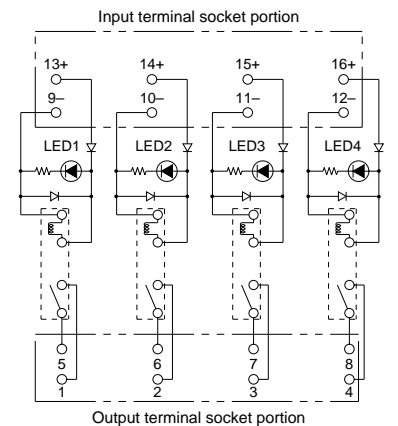 Input terminal socket portion
13+ 14+ 15+ 16+
9– 10– 11– 12–
LED1 LED2 LED3 LED4
5 6 7 8
1 2 3 4
Output terminal socket portion